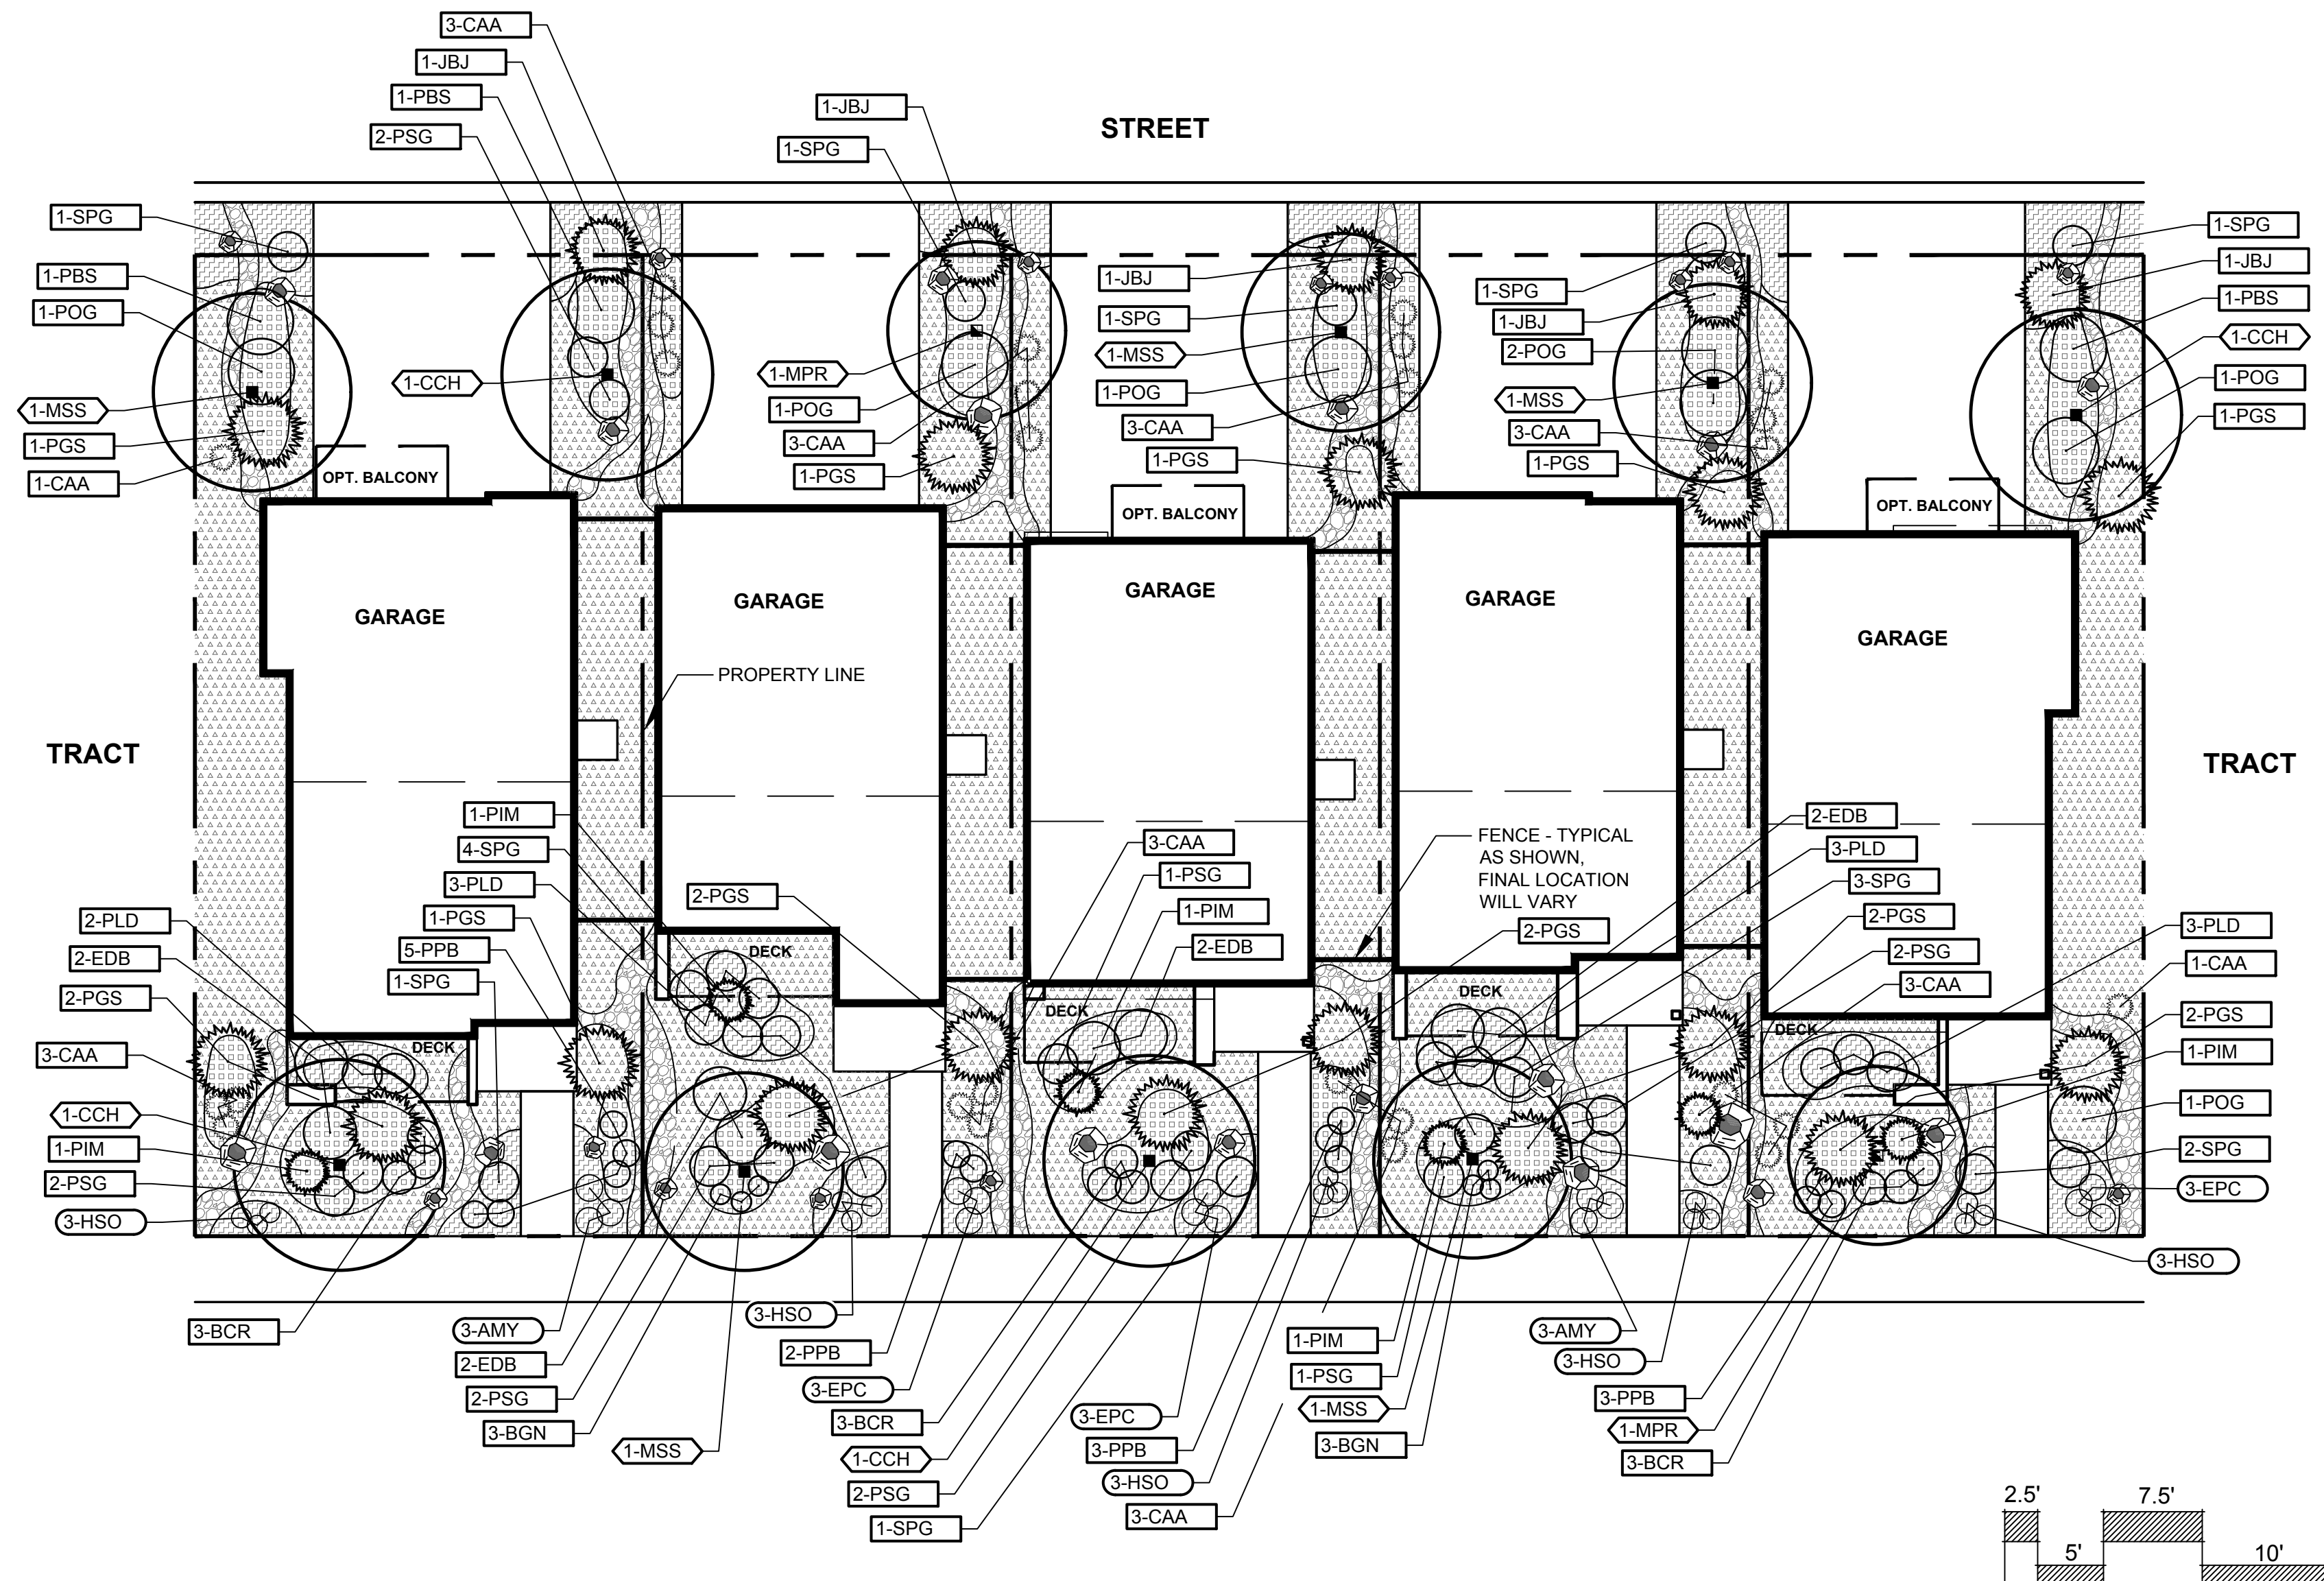 3-CAA
1-JBJ
1-PBS
2-PSG
1-JBJ
1-SPG
STREET
1-SPG
1-PBS
1-POG
1-MSS
1-PGS
1-CAA
1-CCH
1-MPR
1-POG
3-CAA
1-PGS
1-JBJ
1-SPG
1-MSS
1-POG
3-CAA
1-PGS
1-SPG
1-JBJ
2-POG
1-MSS
3-CAA
1-PGS
1-SPG
1-JBJ
1-PBS
1-CCH
1-POG
1-PGS
OPT. BALCONY
OPT. BALCONY
OPT. BALCONY
GARAGE
GARAGE
GARAGE
GARAGE
GARAGE
PROPERTY LINE
TRACT
TRACT
1-PIM
4-SPG
3-PLD
1-PGS
5-PPB
1-SPG
2-PGS
3-CAA
1-PSG
1-PIM
2-EDB
FENCE - TYPICAL
AS SHOWN,
FINAL LOCATION
WILL VARY
2-PGS
2-EDB
3-PLD
3-SPG
2-PGS
2-PSG
3-CAA
2-PLD
2-EDB
2-PGS
3-CAA
1-CCH
1-PIM
2-PSG
3-HSO
DECK
DECK
DECK
DECK
DECK
3-PLD
1-CAA
2-PGS
1-PIM
1-POG
2-SPG
3-EPC
3-HSO
3-BCR
3-AMY
2-EDB
2-PSG
3-BGN
1-MSS
3-HSO
2-PPB
3-EPC
3-BCR
1-CCH
2-PSG
1-SPG
3-EPC
3-PPB
3-HSO
3-CAA
1-PIM
1-PSG
1-MSS
3-BGN
3-AMY
3-HSO
3-PPB
1-MPR
3-BCR
2.5'
7.5'
5'
10'